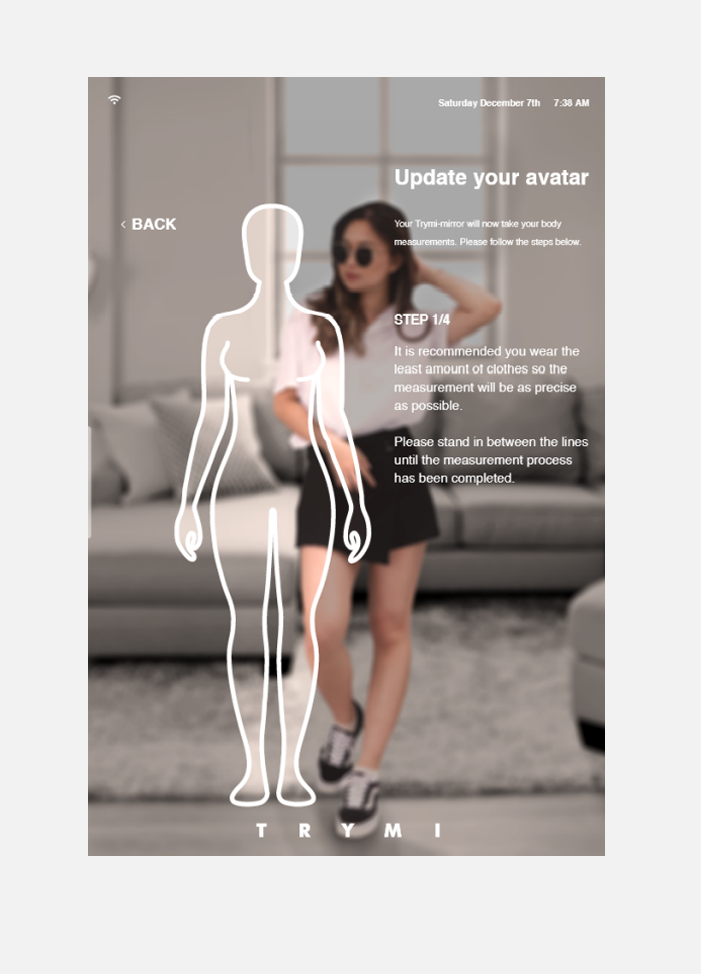 Saturday December 7th 7:38 AM
Update your avatar
‹ BACK
Your Trymi-mirror will now take your body
measurements. Please follow the steps below.
STEP 1/4
It is recommended you wear the
least amount of clothes so the
measurement will be as precise
as possible.
Please stand in between the lines
until the measurement process
has been completed.
TRYMI